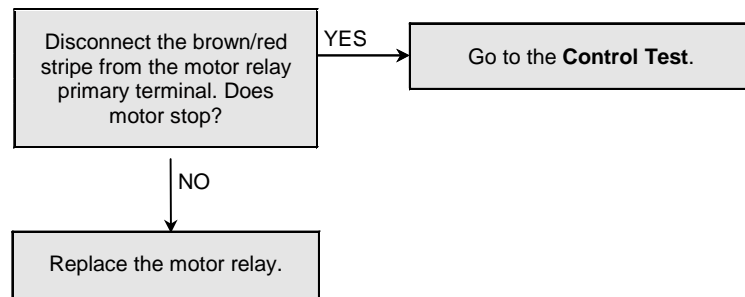 Disconnect the brown/red
stripe from the motor relay
primary terminal. Does
motor stop?
YES
Go to the Control Test.
NO
Replace the motor relay.